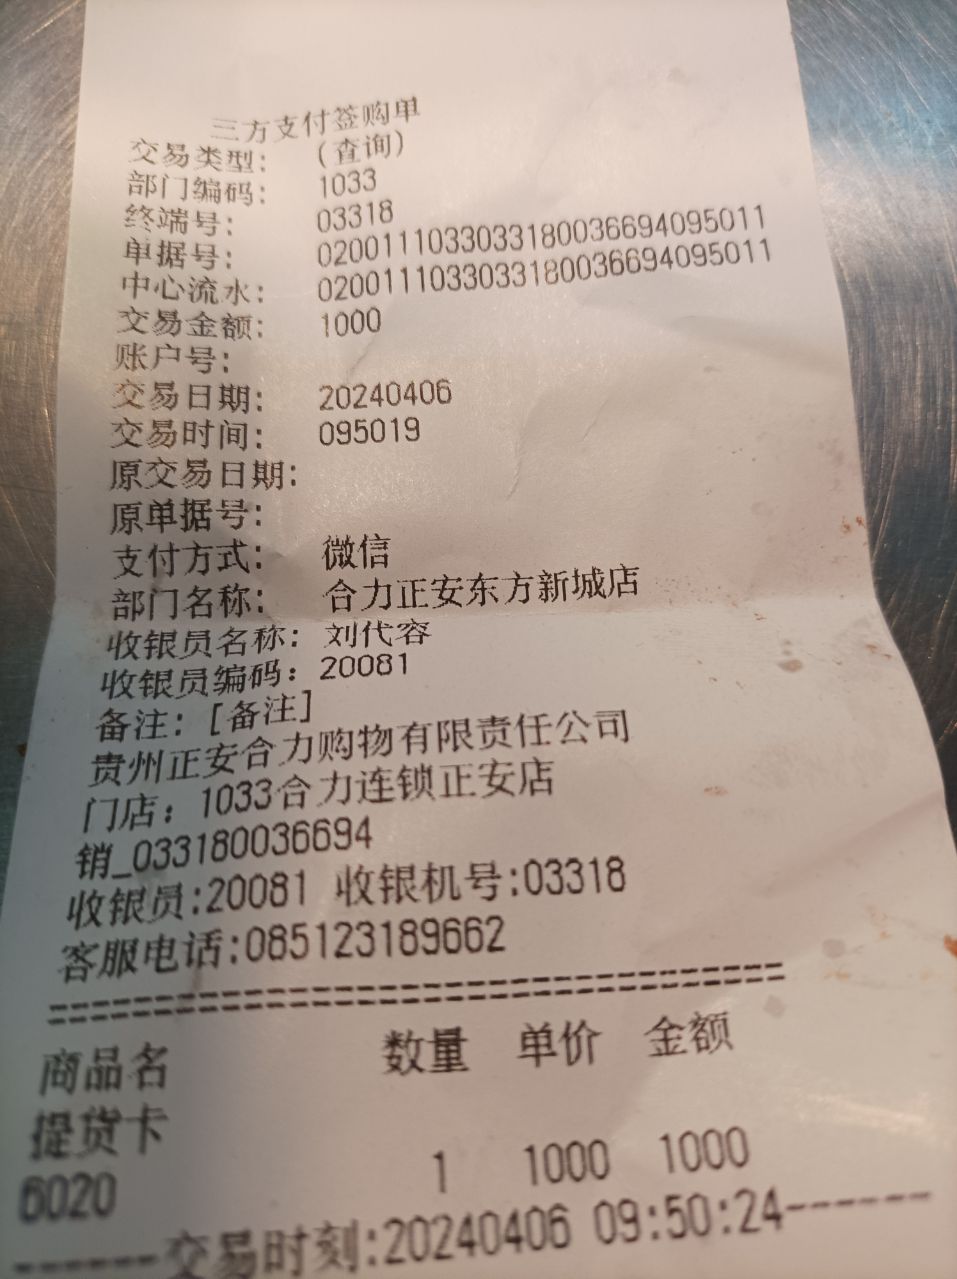 三方支付签购单
交易类型： (查询)
部门编码： 1033
终端号： 03318
单据号： 0200111033033180036694095011
中心流水： 0200111033033180036694095011
交易金额： 1000
账户号：
交易日期： 20240406
交易时间： 095019
原交易日期：
原单据号：
支付方式： 微信
部门名称： 合力正安东方新城店
收银员名称： 刘代容
收银员编码： 20081
备注： [备注]
贵州正安合力购物有限责任公司
门店：1033合力连锁正安店
销_033180036694
收银员:20081 收银机号:03318
客服电话:085123189662
===================================
商品名 数量 单价 金额
提货卡
6020 1 1000 1000
------交易时刻:20240406 09:50:24------